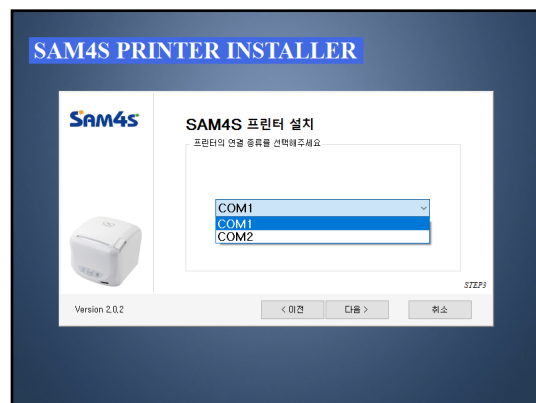 SAM4S PRINTER INSTALLER
SAM4S
SAM4S 프린터 설치
프린터의 연결 종류를 선택해주세요
COM1
COM1
COM2
STEP3
Version 2,0,2
< 이전
다음 >
취소